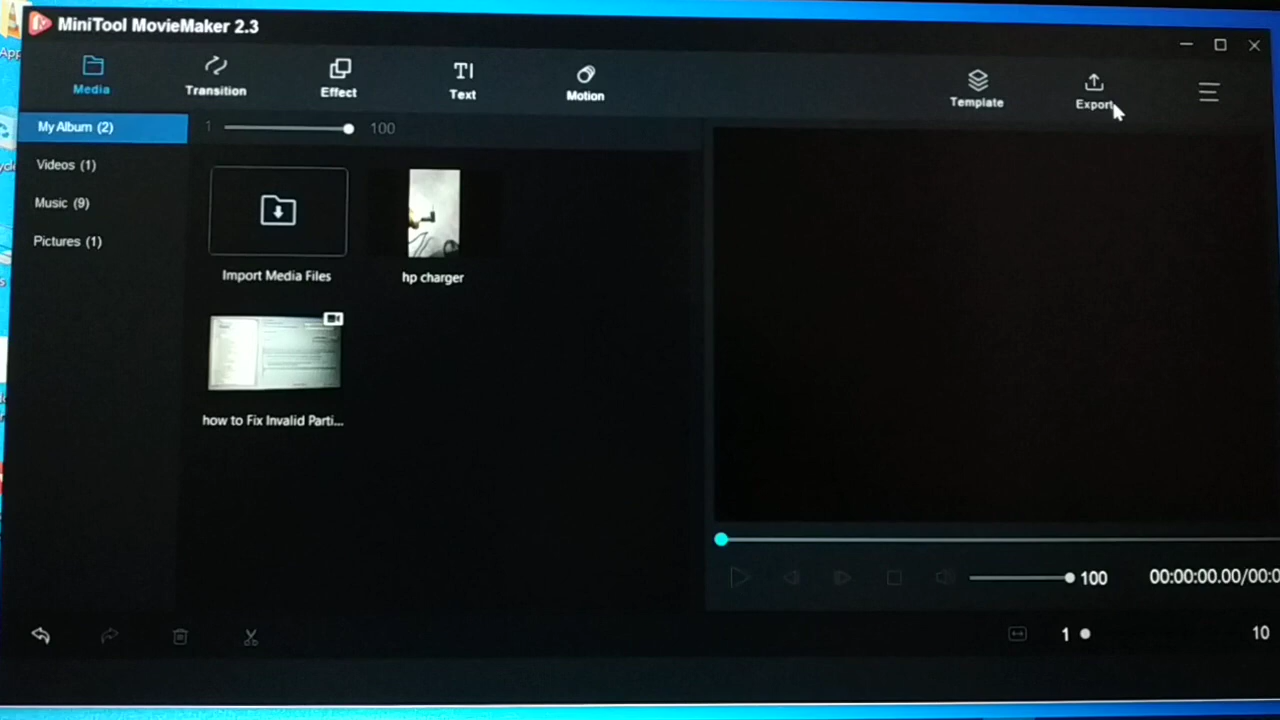 MiniTool MovieMaker 2.3
Media
Transition
Effect
Text
Motion
Template
Export
My Album (2)
1
100
Videos (1)
Music (9)
Pictures (1)
Import Media Files
hp charger
how to Fix Invalid Parti...
100
00:00:00.00/00:0
1
10